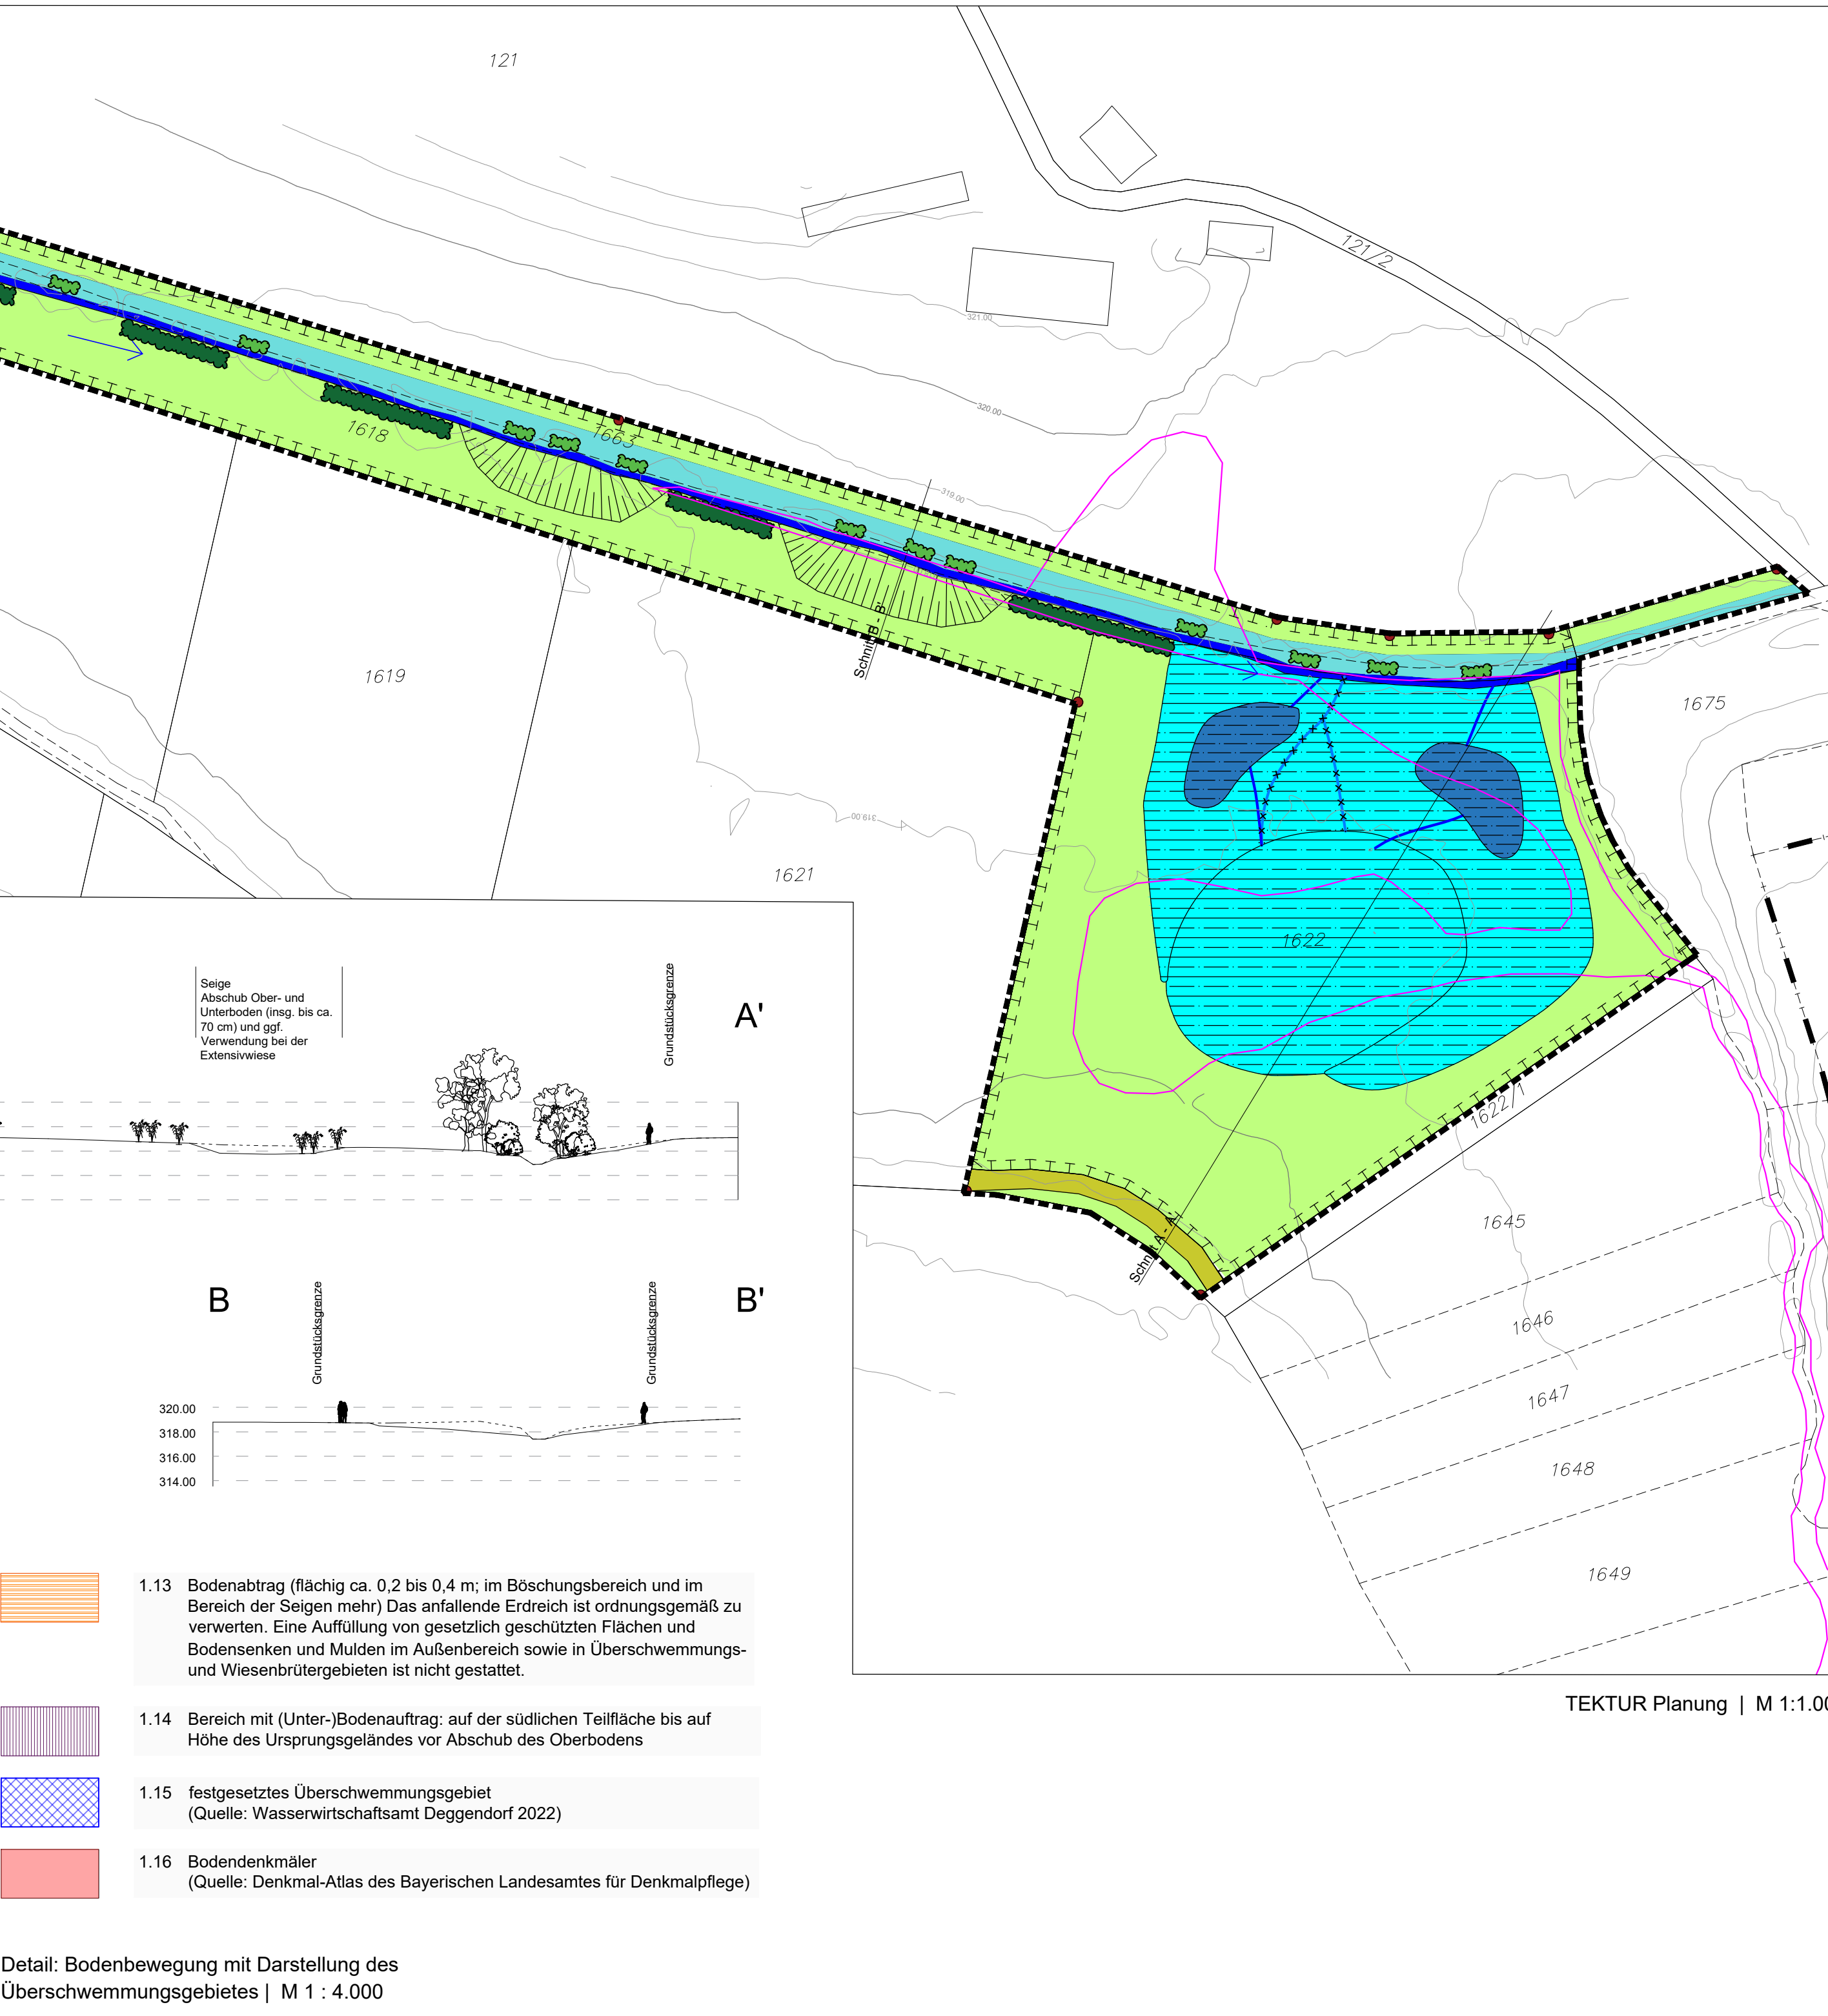 121
121/2
321.00
320.00
1618
1663
319.00
Schnitt B - B'
1619
1675
319.00
1621
1622
1622/1
Schnitt A - A'
1645
1646
1647
1648
1649
Seige
Abschub Ober- und
Unterboden (insg. bis ca.
70 cm) und ggf.
Verwendung bei der
Extensivwiese
Grundstücksgrenze
A'
B
Grundstücksgrenze
Grundstücksgrenze
B'
320.00
318.00
316.00
314.00
1.13 Bodenabtrag (flächig ca. 0,2 bis 0,4 m; im Böschungsbereich und im
Bereich der Seigen mehr) Das anfallende Erdreich ist ordnungsgemäß zu
verwerten. Eine Auffüllung von gesetzlich geschützten Flächen und
Bodensenken und Mulden im Außenbereich sowie in Überschwemmungs-
und Wiesenbrütergebieten ist nicht gestattet.
TEKTUR Planung | M 1:1.00
1.14 Bereich mit (Unter-)Bodenauftrag: auf der südlichen Teilfläche bis auf
Höhe des Ursprungsgeländes vor Abschub des Oberbodens
1.15 festgesetztes Überschwemmungsgebiet
(Quelle: Wasserwirtschaftsamt Deggendorf 2022)
1.16 Bodendenkmäler
(Quelle: Denkmal-Atlas des Bayerischen Landesamtes für Denkmalpflege)
Detail: Bodenbewegung mit Darstellung des
Überschwemmungsgebietes | M 1 : 4.000